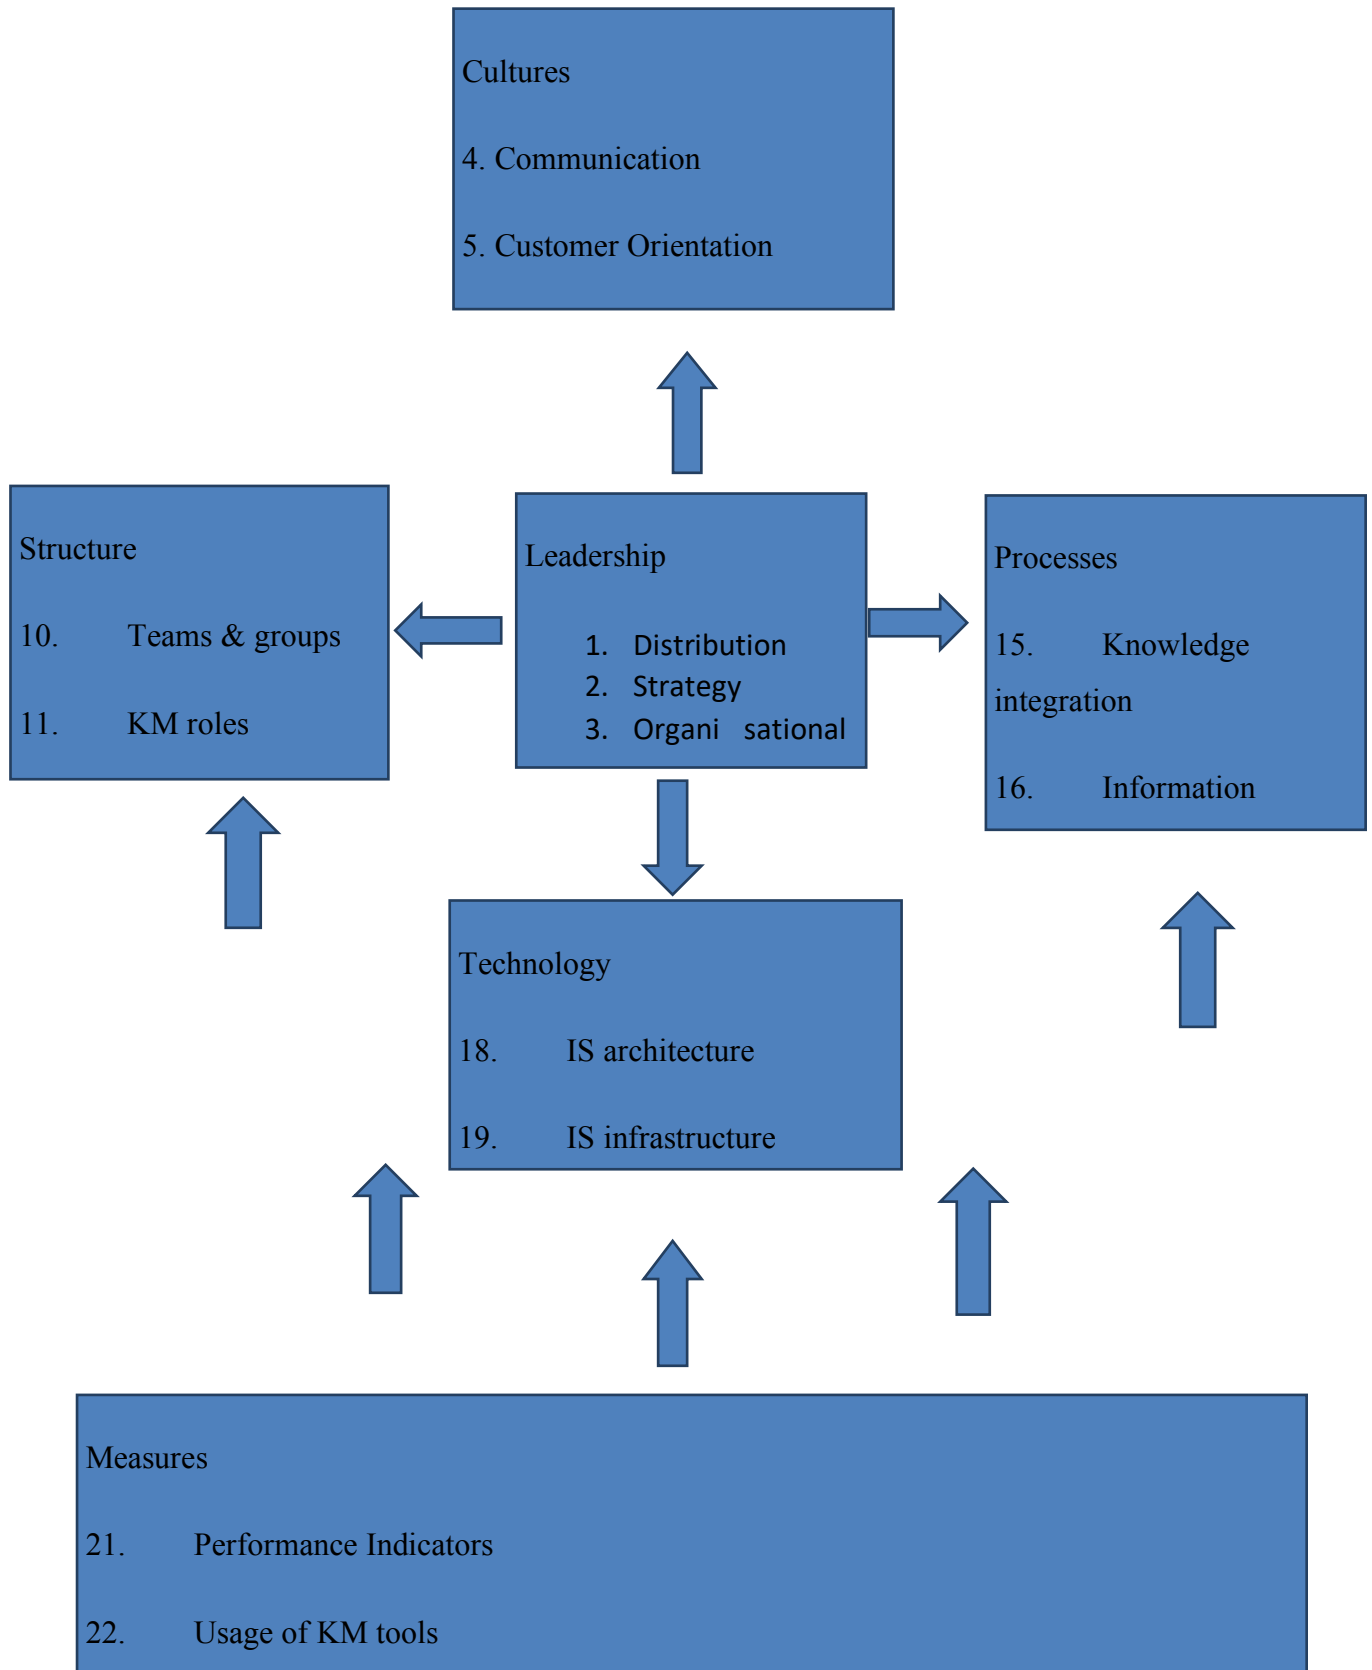 Cultures
4. Communication
5. Customer Orientation
Structure
10. Teams & groups
11. KM roles
Leadership
1. Distribution
2. Strategy
3. Organi sational
Processes
15. Knowledge
integration
16. Information
Technology
18. IS architecture
19. IS infrastructure
Measures
21. Performance Indicators
22. Usage of KM tools